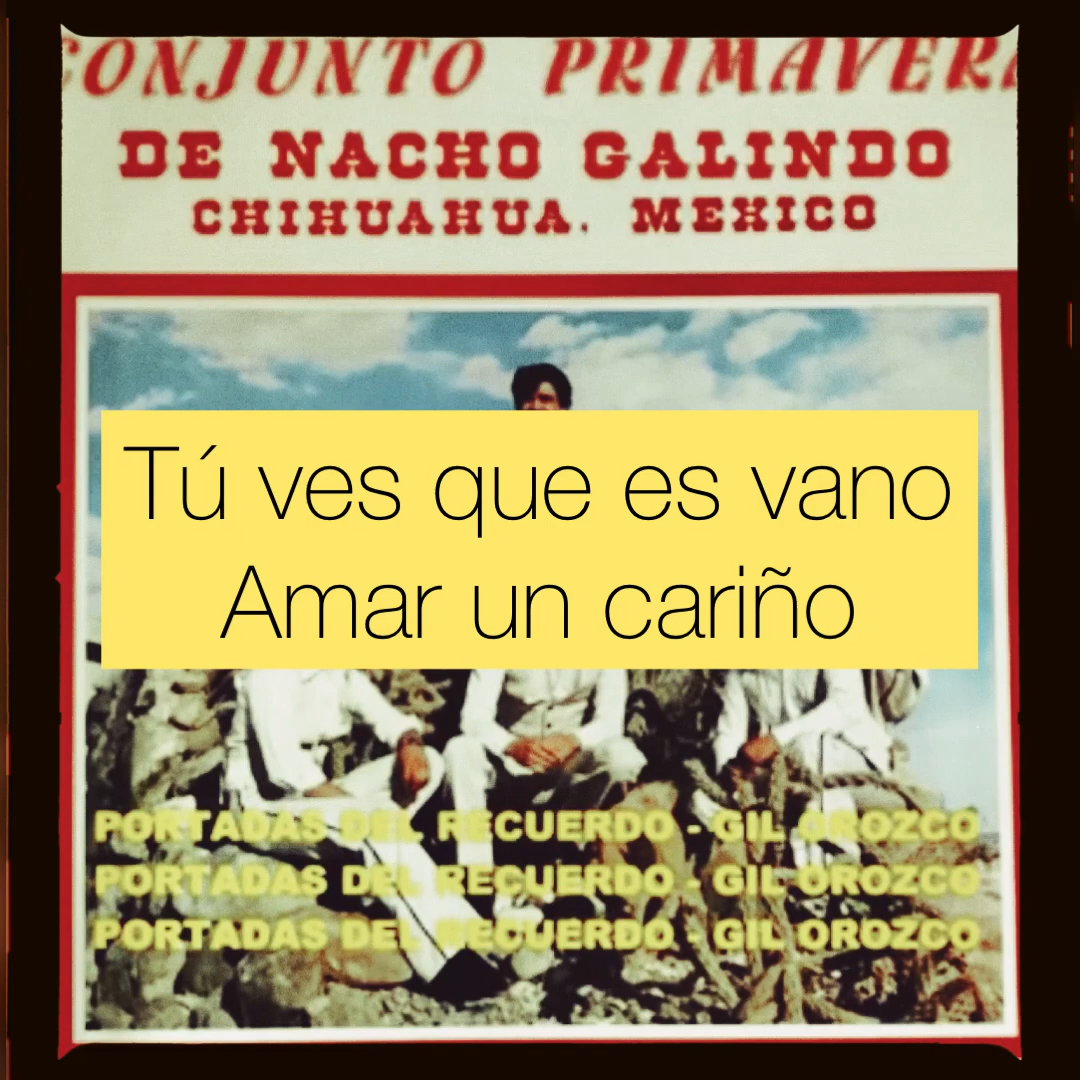 CONJUNTO PRIMAVERA
DE NACHO GALINDO
CHIHUAHUA. MEXICO
Tú ves que es vano
Amar un cariño
PORTADAS DEL RECUERDO - GIL OROZCO
PORTADAS DEL RECUERDO - GIL OROZCO
PORTADAS DEL RECUERDO - GIL OROZCO